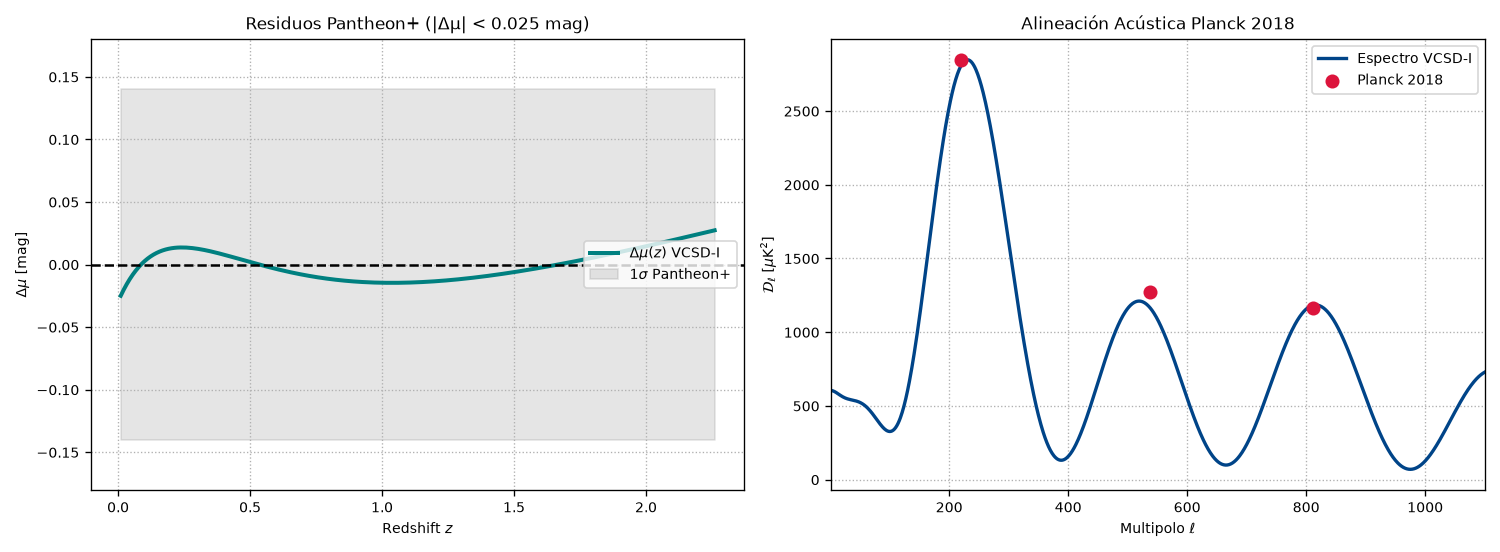 Residuos Pantheon+ (|Δμ| < 0.025 mag)
Δμ [mag]
0.15
0.10
0.05
0.00
−0.05
−0.10
−0.15
Δμ(z) VCSD-I
1σ Pantheon+
0.0 0.5 1.0 1.5 2.0
Redshift z
Alineación Acústica Planck 2018
𝒟ℓ [μK²]
2500
2000
1500
1000
500
0
Espectro VCSD-I
Planck 2018
200 400 600 800 1000
Multipolo ℓ